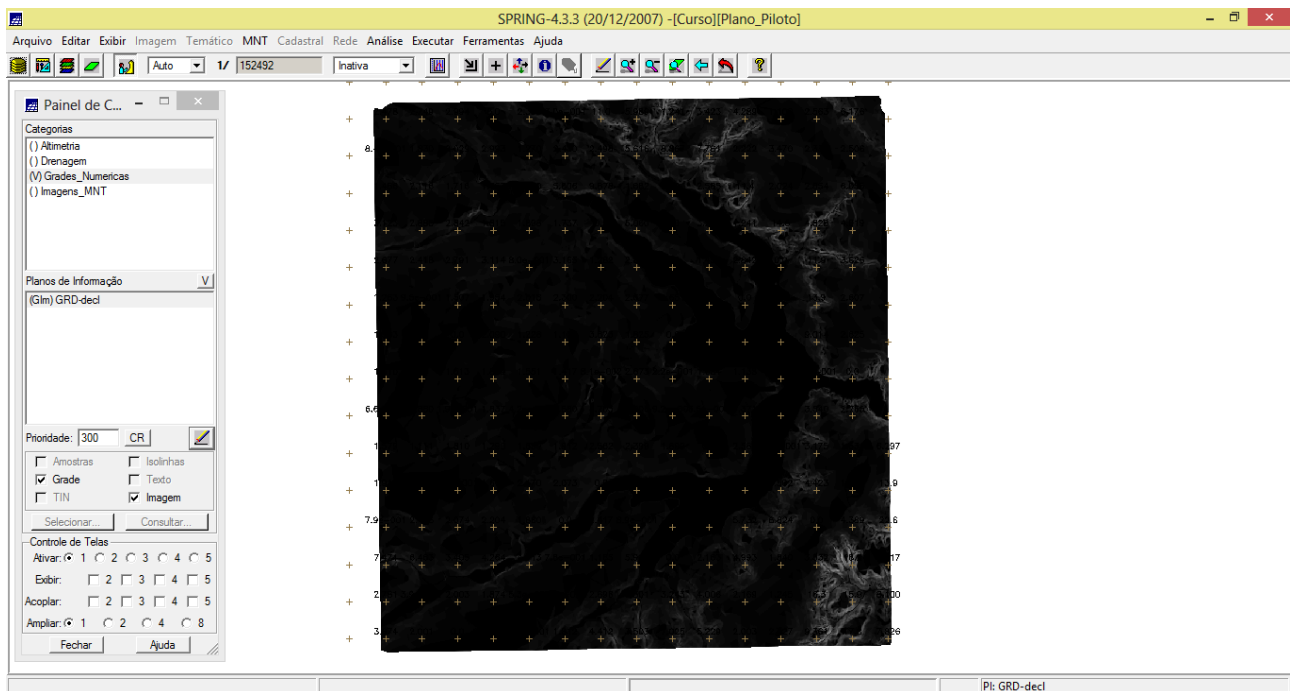 SPRING-4.3.3 (20/12/2007) -[Curso][Plano_Piloto]
Arquivo Editar Exibir Imagem Temático MNT Cadastral Rede Análise Executar Ferramentas Ajuda
Auto 1/ 152492 Inativa
Painel de C...
Categorias
() Altimetria
() Drenagem
(V) Grades_Numericas
() Imagens_MNT
Planos de Informação V
(Glm) GRD-decl
Prioridade: 300 CR
Amostras Isolinhas
Grade Texto
TIN Imagem
Selecionar... Consultar...
Controle de Telas
Ativar: 1 2 3 4 5
Exibir: 2 3 4 5
Acoplar: 2 3 4 5
Ampliar: 1 2 4 8
Fechar Ajuda
PI: GRD-decl